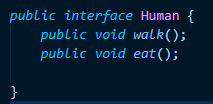 public interface Human {
    public void walk();
    public void eat();

}